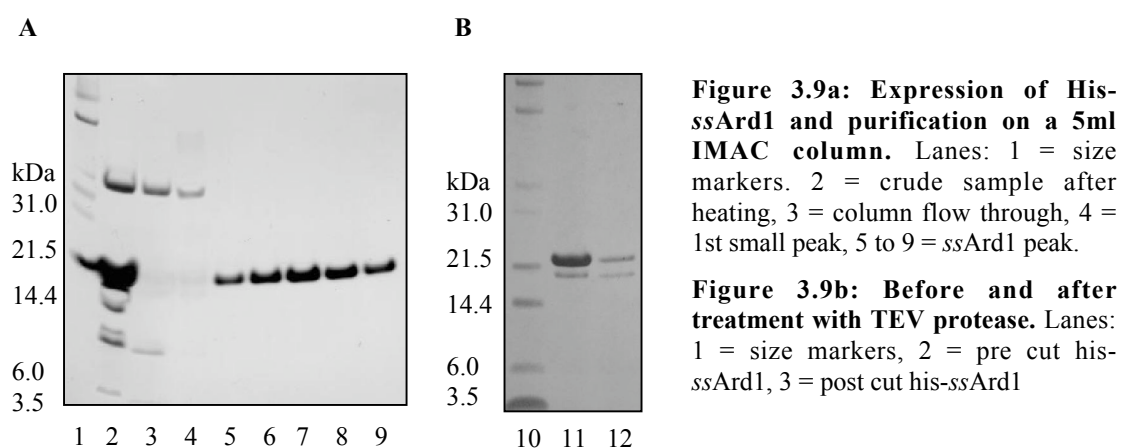 A
B
kDa
31.0
21.5
14.4
6.0
3.5
1 2 3 4 5 6 7 8 9
kDa
31.0
21.5
14.4
6.0
3.5
10 11 12
Figure 3.9a: Expression of His-
ssArd1 and purification on a 5ml
IMAC column. Lanes: 1 = size
markers. 2 = crude sample after
heating, 3 = column flow through, 4 =
1st small peak, 5 to 9 = ssArd1 peak.
Figure 3.9b: Before and after
treatment with TEV protease. Lanes:
1 = size markers, 2 = pre cut his-
ssArd1, 3 = post cut his-ssArd1